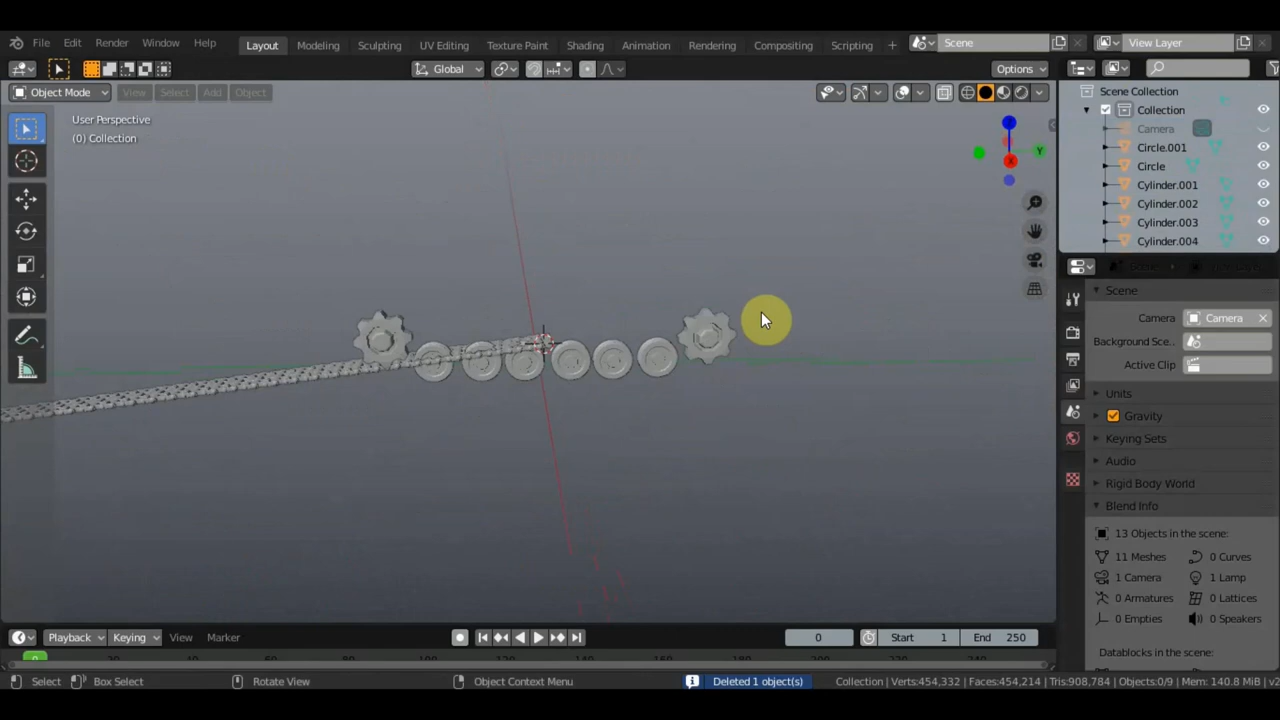 File Edit Render Window Help Layout Modeling Sculpting UV Editing Texture Paint Shading Animation Rendering Compositing Scripting + Scene View Layer
Global Options
Object Mode View Select Add Object
User Perspective
(0) Collection
Z
Y
X
Scene Collection
Collection
Camera
Circle.001
Circle
Cylinder.001
Cylinder.002
Cylinder.003
Cylinder.004
Scene
Camera Camera
Background Sce..
Active Clip
Units
Gravity
Keying Sets
Audio
Rigid Body World
Blend Info
13 Objects in the scene:
11 Meshes 0 Curves
1 Camera 1 Lamp
0 Armatures 0 Lattices
0 Empties 0 Speakers
Datablocks in the scene:
Playback Keying View Marker 0 Start 1 End 250
0
Select Box Select Rotate View Object Context Menu Deleted 1 object(s) Collection | Verts:454,332 | Faces:454,214 | Tris:908,784 | Objects:0/9 | Mem: 140.8 MiB | v2